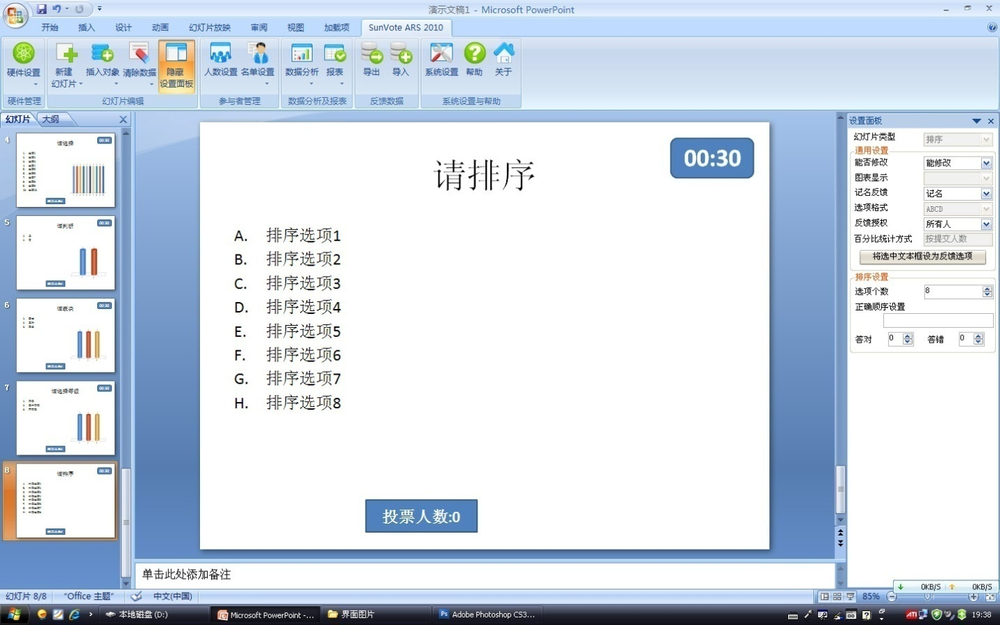 演示文稿1 - Microsoft PowerPoint
开始 插入 设计 动画 幻灯片放映 审阅 视图 加载项 SunVote ARS 2010
硬件设置 新建 幻灯片 插入对象 清除数据 隐藏 设置面板 人数设置 名单设置 数据分析 报表 导出 导入 系统设置 帮助 关于
硬件管理 幻灯片编辑 参与者管理 数据分析及报表 反馈数据 系统设置与帮助
幻灯片 大纲
4
请选择
00:30
5
请判断
00:30
6
请表决
00:30
7
请选择等级
00:30
8
请排序
00:30
00:30
请排序
A. 排序选项1
B. 排序选项2
C. 排序选项3
D. 排序选项4
E. 排序选项5
F. 排序选项6
G. 排序选项7
H. 排序选项8
投票人数:0
单击此处添加备注
设置面板
幻灯片类型 排序
通用设置
能否修改 能修改
图表显示
记名反馈 记名
选项格式 ABCD
反馈授权 所有人
百分比统计方式 按提交人数
将选中文本框设为反馈选项
排序设置
选项个数 8
正确顺序设置
答对 0 答错 0
0KB/S 0KB/S
幻灯片 8/8 "Office 主题" 中文(中国) 85%
本地磁盘 (D:) Microsoft PowerPoint -... 界面图片 Adobe Photoshop CS3... 19:38